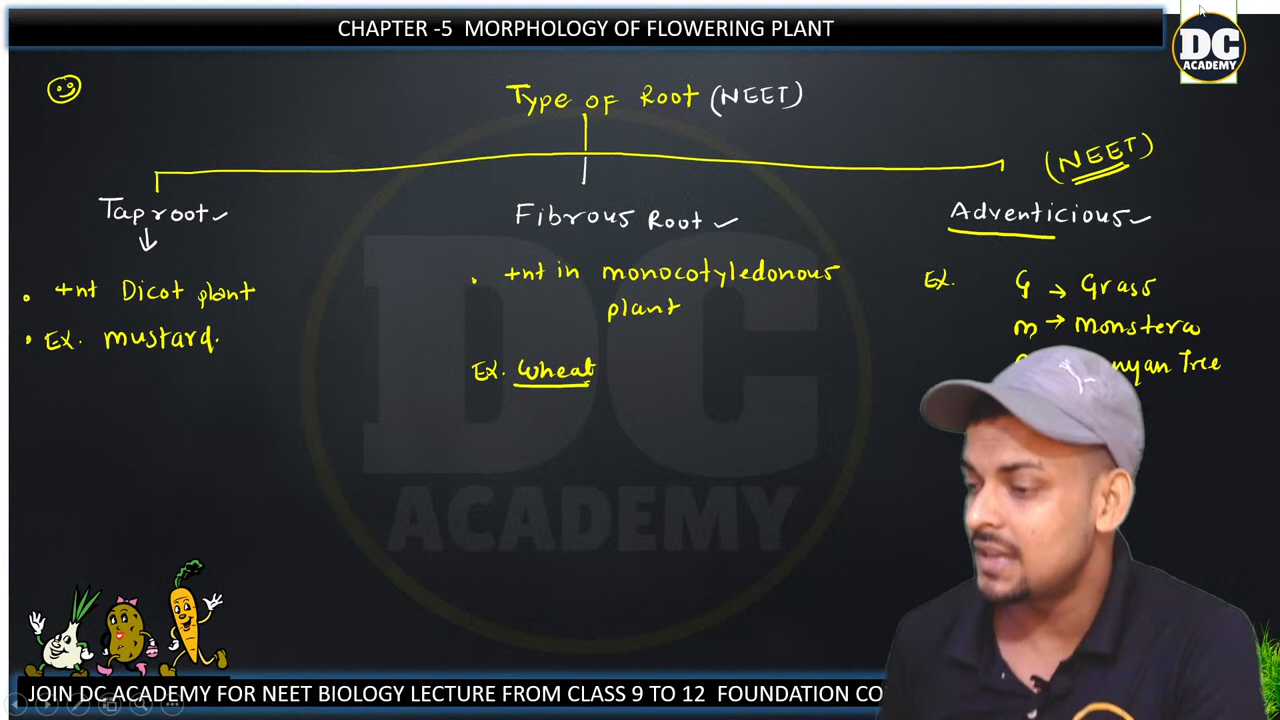 CHAPTER -5 MORPHOLOGY OF FLOWERING PLANT
DC
ACADEMY
Type of Root (NEET)
(NEET)
Taproot
Fibrous Root
Adventicious
• +nt Dicot plant
• Ex. mustard.
• +nt in monocotyledonous
plant
Ex. Wheat
Ex. G → Grass
m → Monstera
nyan Tree
DC
ACADEMY
JOIN DC ACADEMY FOR NEET BIOLOGY LECTURE FROM CLASS 9 TO 12 FOUNDATION CO